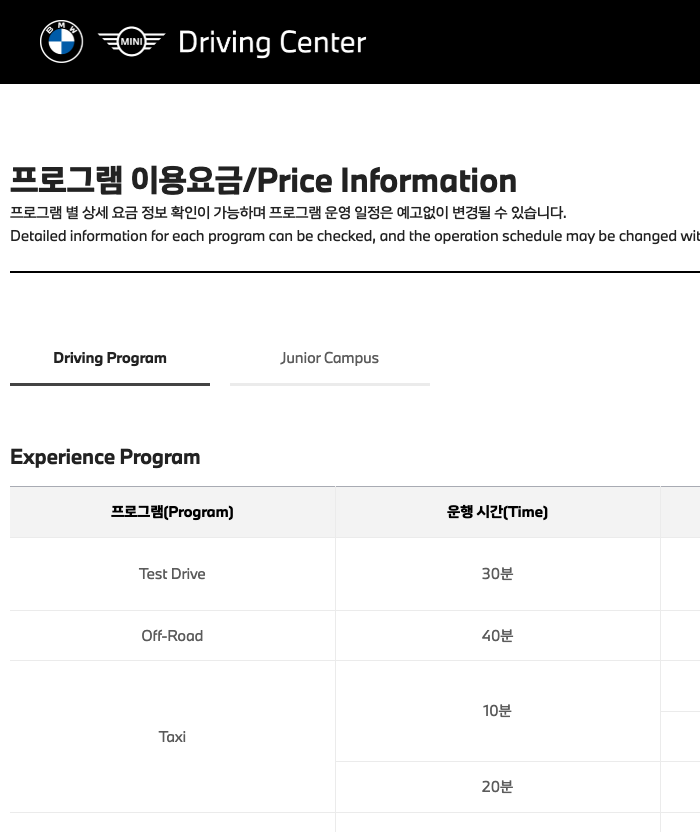 BMW
MINI
Driving Center
프로그램 이용요금/Price Information
프로그램 별 상세 요금 정보 확인이 가능하며 프로그램 운영 일정은 예고없이 변경될 수 있습니다.
Detailed information for each program can be checked, and the operation schedule may be changed wit
Driving Program
Junior Campus
Experience Program
프로그램(Program)
운행 시간(Time)
Test Drive
30분
Off-Road
40분
Taxi
10분
20분